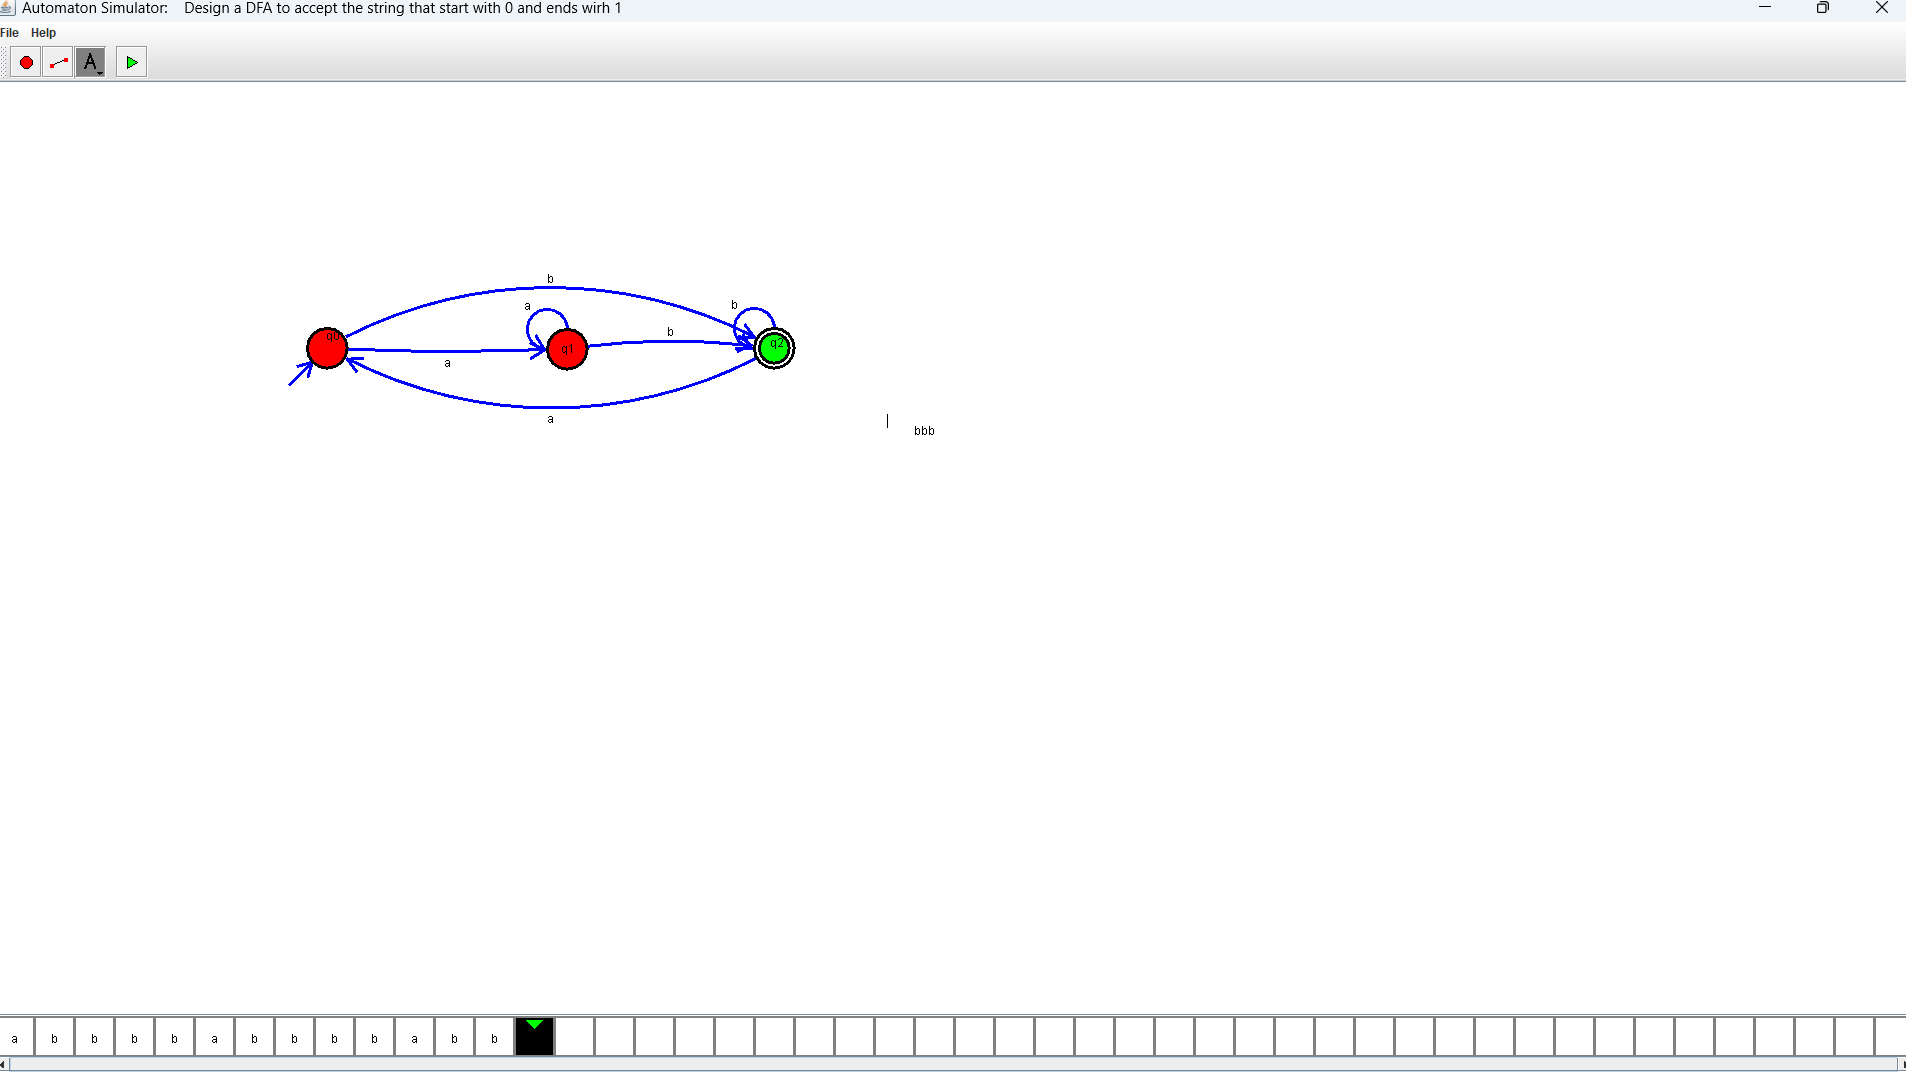 Automaton Simulator: Design a DFA to accept the string that start with 0 and ends wirh 1
File Help
A
b
a
b
b
q0
q1
q2
a
a
bbb
a b b b b a b b b b a b b